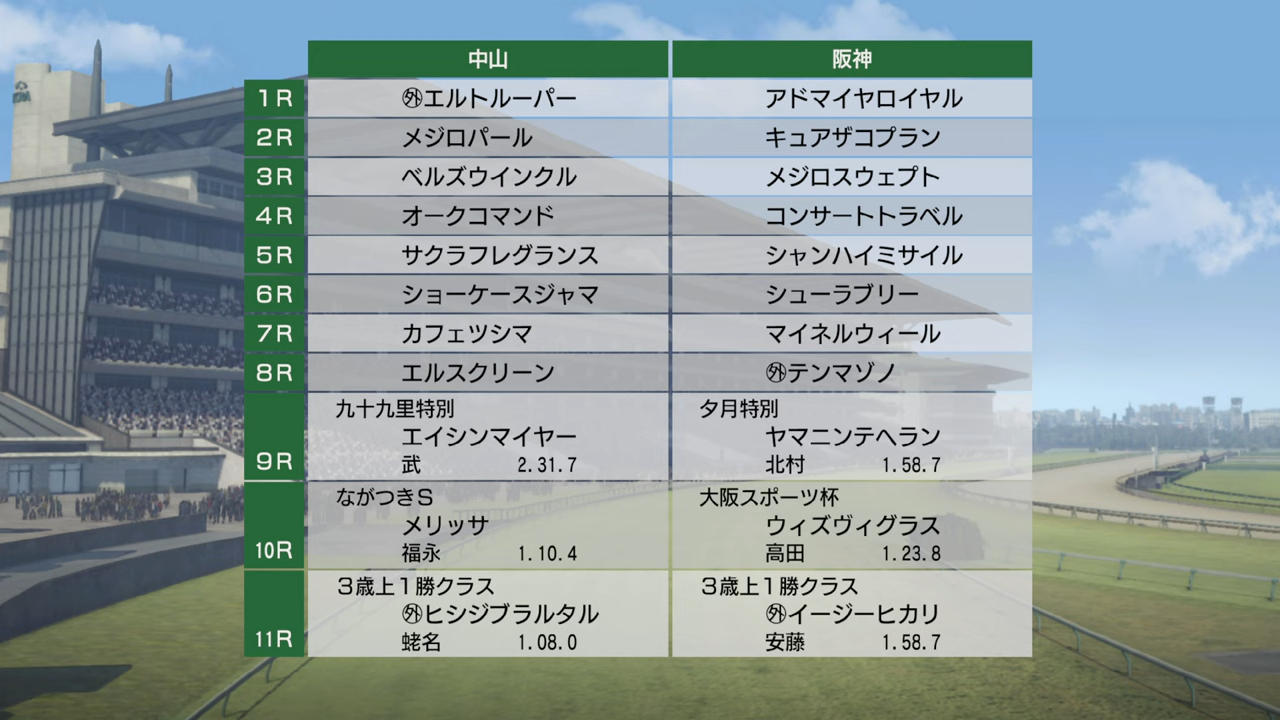 中山 阪神
1R ㊕エルトルーパー アドマイヤロイヤル
2R メジロパール キュアザコプラン
3R ベルズウインクル メジロスウェプト
4R オークコマンド コンサートトラベル
5R サクラフレグランス シャンハイミサイル
6R ショーケースジャマ シューラブリー
7R カフェツシマ マイネルウィール
8R エルスクリーン 外テンマゾノ
九十九里特別 夕月特別
エイシンマイヤー ヤマニンテヘラン
9R 武 2.31.7 北村 1.58.7
ながつきS 大阪スポーツ杯
メリッサ ウィズヴィグラス
10R 福永 1.10.4 高田 1.23.8
3歳上1勝クラス 3歳上1勝クラス
外ヒシジブラルタル 外イージーヒカリ
11R 蛯名 1.08.0 安藤 1.58.7